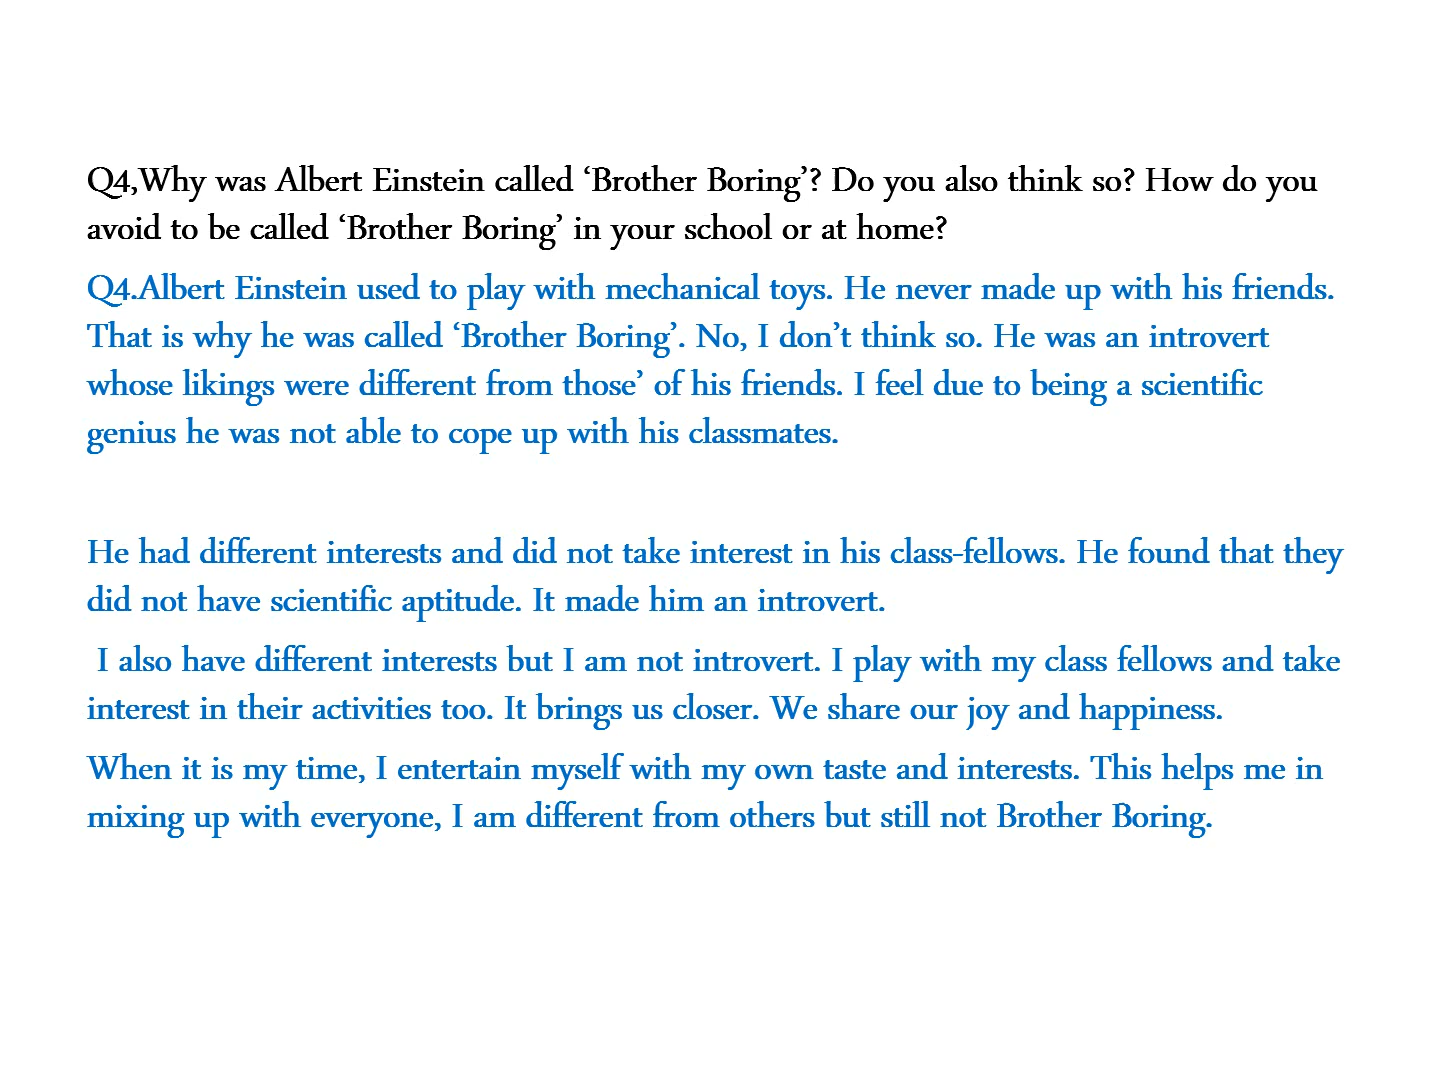 Q4,Why was Albert Einstein called ‘Brother Boring’? Do you also think so? How do you
avoid to be called ‘Brother Boring’ in your school or at home?
Q4.Albert Einstein used to play with mechanical toys. He never made up with his friends.
That is why he was called ‘Brother Boring’. No, I don’t think so. He was an introvert
whose likings were different from those’ of his friends. I feel due to being a scientific
genius he was not able to cope up with his classmates.
He had different interests and did not take interest in his class-fellows. He found that they
did not have scientific aptitude. It made him an introvert.
I also have different interests but I am not introvert. I play with my class fellows and take
interest in their activities too. It brings us closer. We share our joy and happiness.
When it is my time, I entertain myself with my own taste and interests. This helps me in
mixing up with everyone, I am different from others but still not Brother Boring.